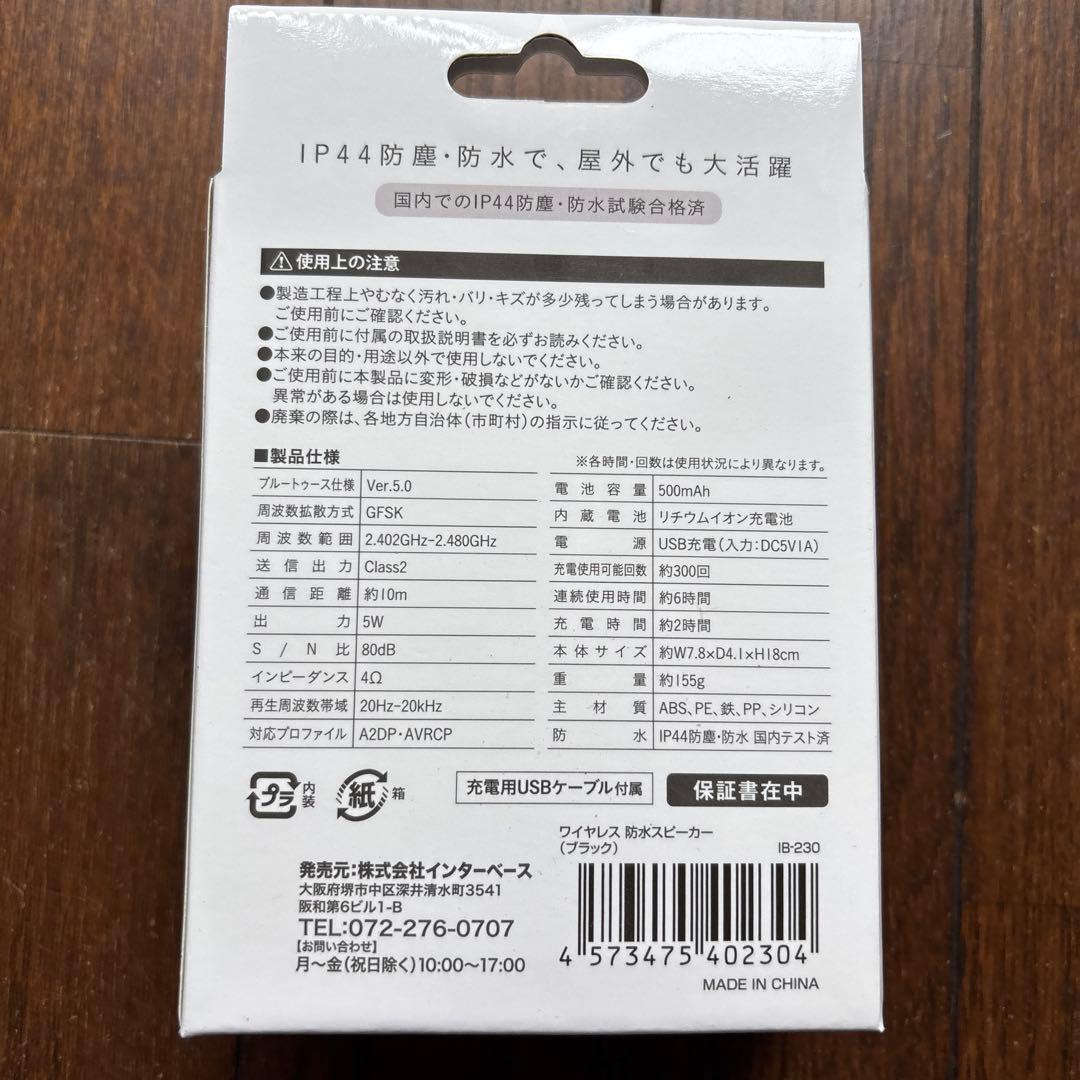 IP44防塵・防水で、屋外でも大活躍
国内でのIP44防塵・防水試験合格済
使用上の注意
●製造工程上やむなく汚れ・バリ・キズが多少残ってしまう場合があります。
ご使用前にご確認ください。
●ご使用前に付属の取扱説明書を必ずお読みください。
●本来の目的・用途以外で使用しないでください。
●ご使用前に本製品に変形・破損などがないかご確認ください。
異常がある場合は使用しないでください。
●廃棄の際は、各地方自治体(市町村)の指示に従ってください。
■製品仕様
※各時間・回数は使用状況により異なります。
ブルートゥース仕様 Ver.5.0
周波数拡散方式 GFSK
周波数範囲 2.402GHz-2.480GHz
送信出力 Class2
通信距離 約10m
出力 5W
S/N比 80dB
インピーダンス 4Ω
再生周波数帯域 20Hz-20kHz
対応プロファイル A2DP・AVRCP
電池容量 500mAh
内蔵電池 リチウムイオン充電池
電源 USB充電(入力:DC5V1A)
充電使用可能回数 約300回
連続使用時間 約6時間
充電時間 約2時間
本体サイズ 約W7.8×D4.1×H18cm
重量 約155g
主材質 ABS、PE、鉄、PP、シリコン
防水 IP44防塵・防水 国内テスト済
プラ 内装
紙 箱
充電用USBケーブル付属
保証書在中
ワイヤレス 防水スピーカー
(ブラック) IB-230
発売元:株式会社インターベース
大阪府堺市中区深井清水町3541
阪和第6ビル1-B
TEL:072-276-0707
【お問い合わせ】
月〜金(祝日除く)10:00〜17:00
4 573475 402304
MADE IN CHINA